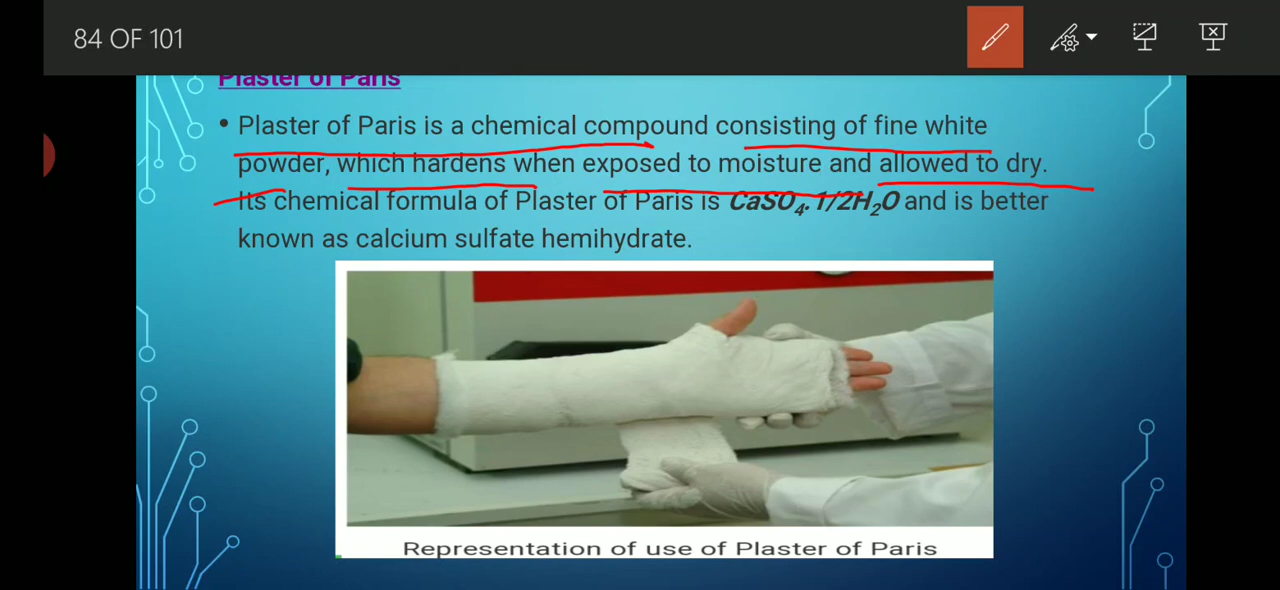 84 OF 101
Plaster of Paris
• Plaster of Paris is a chemical compound consisting of fine white
powder, which hardens when exposed to moisture and allowed to dry.
Its chemical formula of Plaster of Paris is CaSO₄.1/2H₂O and is better
known as calcium sulfate hemihydrate.
Representation of use of Plaster of Paris